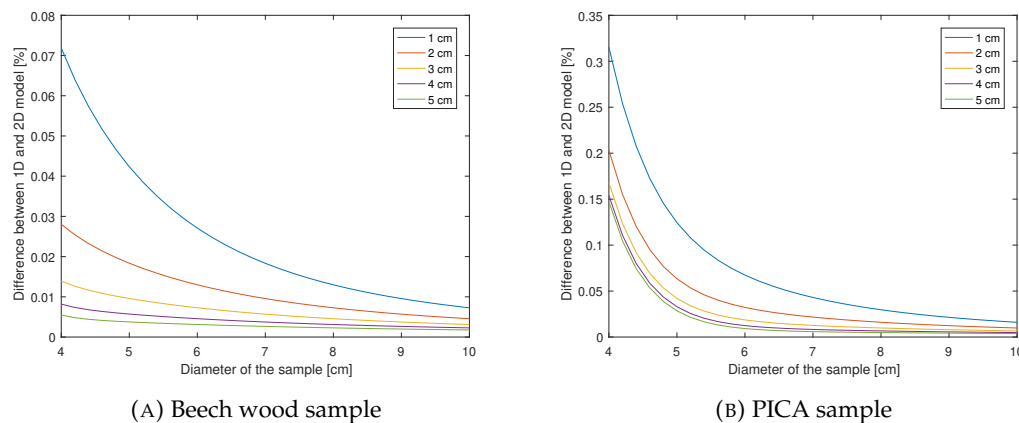 0.08
0.07
0.06
0.05
0.04
0.03
0.02
0.01
0
Difference between 1D and 2D model [%]
4 5 6 7 8 9 10
Diameter of the sample [cm]
1 cm
2 cm
3 cm
4 cm
5 cm
(A) Beech wood sample
0.35
0.3
0.25
0.2
0.15
0.1
0.05
0
Difference between 1D and 2D model [%]
4 5 6 7 8 9 10
Diameter of the sample [cm]
1 cm
2 cm
3 cm
4 cm
5 cm
(B) PICA sample